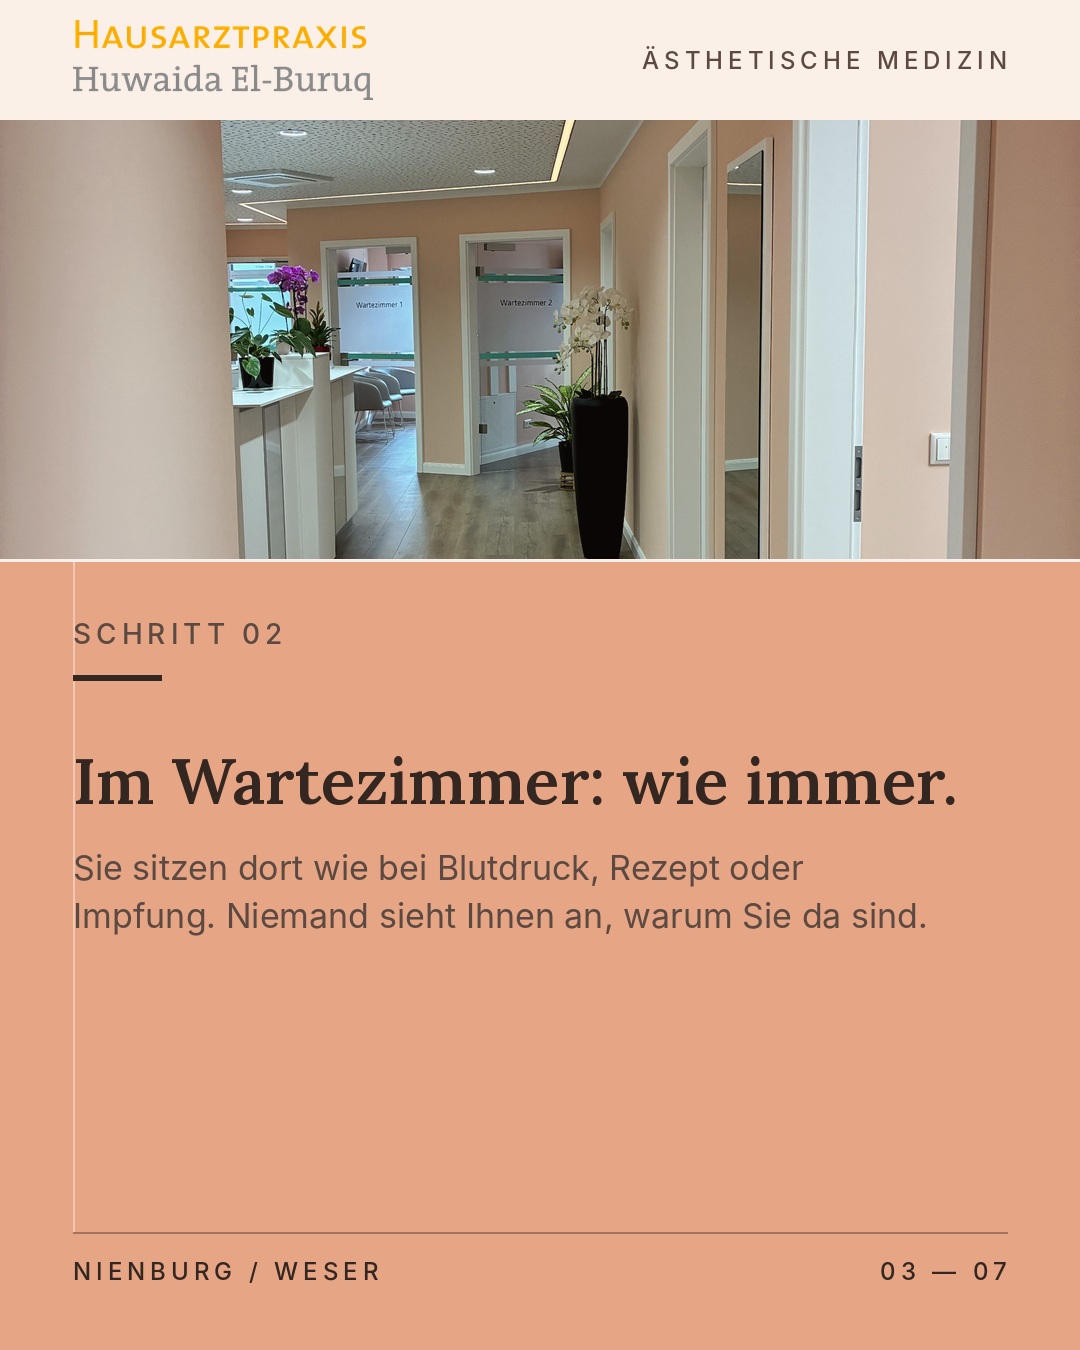 HAUSARZTPRAXIS
Huwaida El-Buruq
ÄSTHETISCHE MEDIZIN
Wartezimmer 1
Wartezimmer 2
SCHRITT 02
Im Wartezimmer: wie immer.
Sie sitzen dort wie bei Blutdruck, Rezept oder
Impfung. Niemand sieht Ihnen an, warum Sie da sind.
NIENBURG / WESER
03 — 07